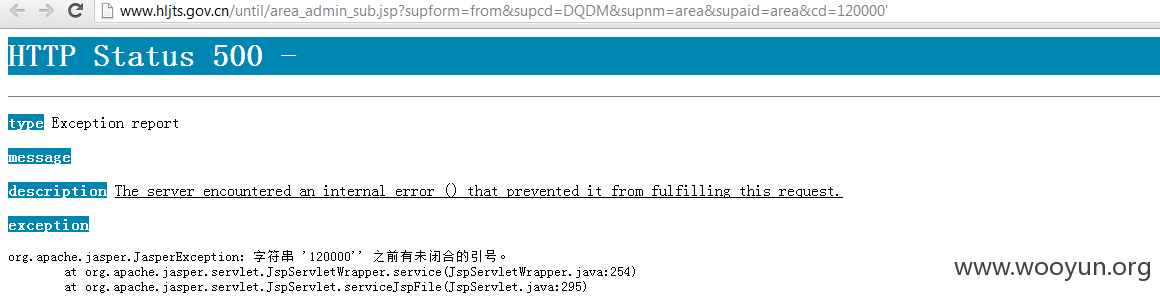 www.hljts.gov.cn/until/area_admin_sub.jsp?supform=from&supcd=DQDM&supnm=area&supaid=area&cd=120000'
HTTP Status 500 -
type Exception report
message
description The server encountered an internal error () that prevented it from fulfilling this request.
exception
org.apache.jasper.JasperException: 字符串 '120000'' 之前有未闭合的引号。
at org.apache.jasper.servlet.JspServletWrapper.service(JspServletWrapper.java:254)
at org.apache.jasper.servlet.JspServlet.serviceJspFile(JspServlet.java:295)
www.wooyun.org